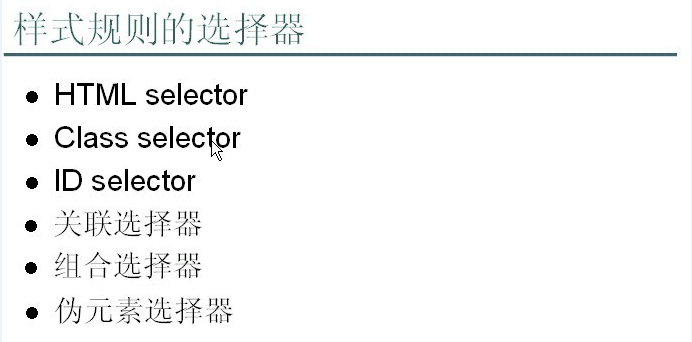 样式规则的选择器
HTML selector
Class selector
ID selector
关联选择器
组合选择器
伪元素选择器